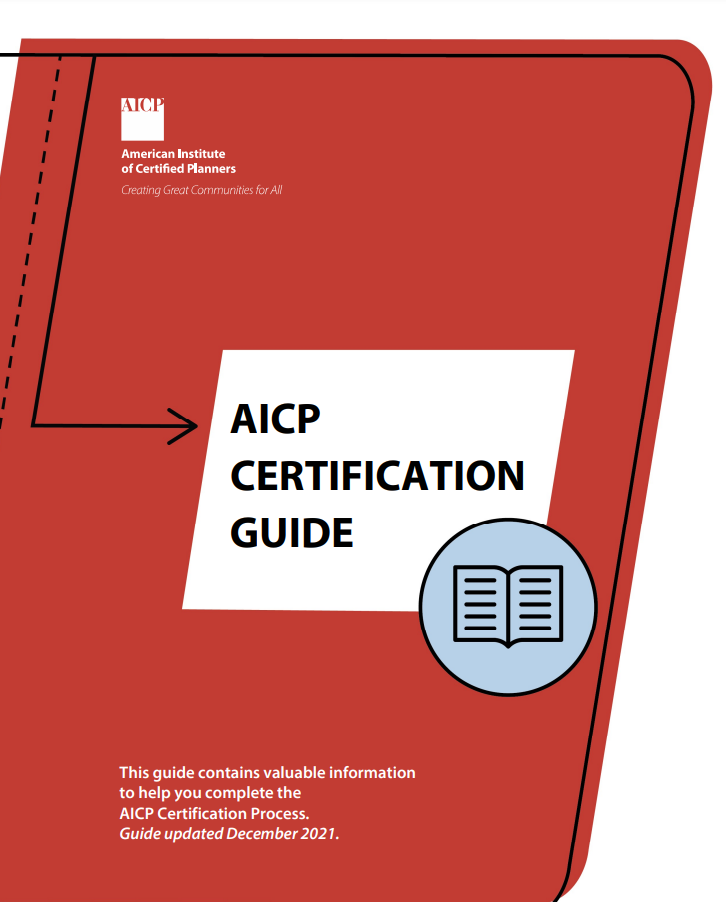 AICP
American Institute
of Certified Planners
Creating Great Communities for All
AICP
CERTIFICATION
GUIDE
This guide contains valuable information
to help you complete the
AICP Certification Process.
Guide updated December 2021.